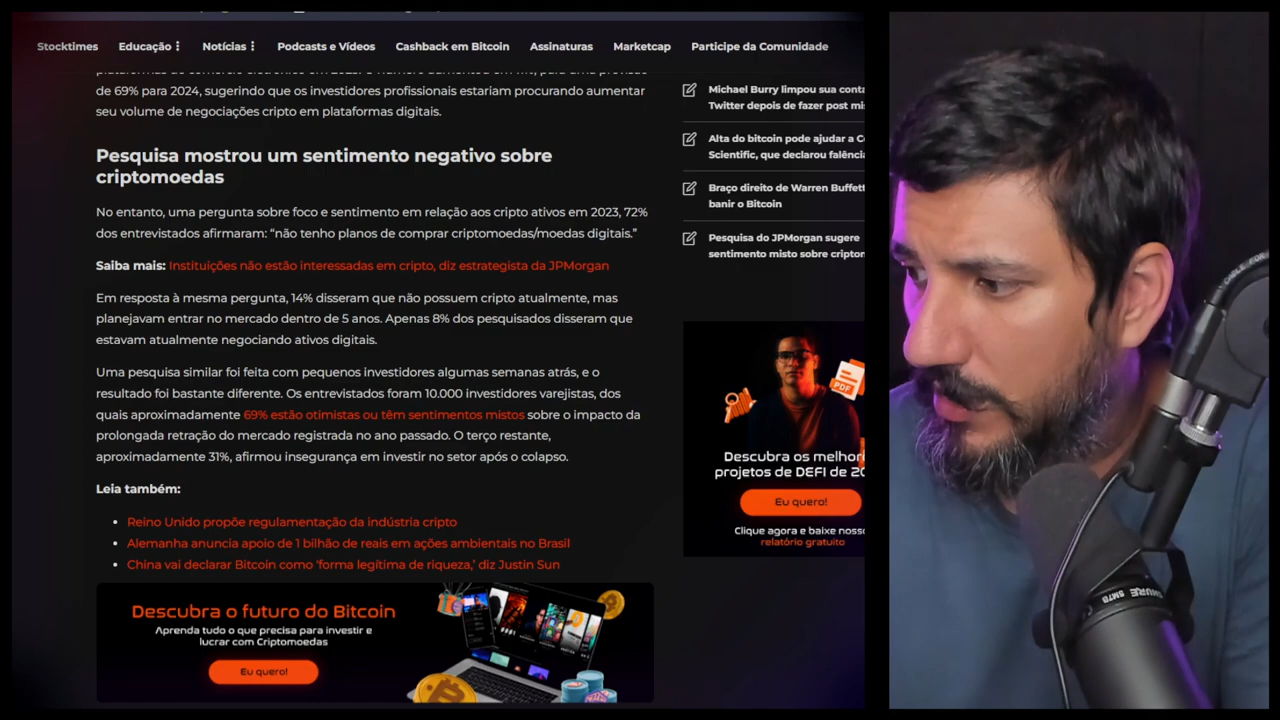 Stocktimes
Educação
Notícias
Podcasts e Vídeos
Cashback em Bitcoin
Assinaturas
Marketcap
Participe da Comunidade
de 69% para 2024, sugerindo que os investidores profissionais estariam procurando aumentar
seu volume de negociações cripto em plataformas digitais.
Pesquisa mostrou um sentimento negativo sobre
criptomoedas
No entanto, uma pergunta sobre foco e sentimento em relação aos cripto ativos em 2023, 72%
dos entrevistados afirmaram: “não tenho planos de comprar criptomoedas/moedas digitais.”
Saiba mais: Instituições não estão interessadas em cripto, diz estrategista da JPMorgan
Em resposta à mesma pergunta, 14% disseram que não possuem cripto atualmente, mas
planejavam entrar no mercado dentro de 5 anos. Apenas 8% dos pesquisados disseram que
estavam atualmente negociando ativos digitais.
Uma pesquisa similar foi feita com pequenos investidores algumas semanas atrás, e o
resultado foi bastante diferente. Os entrevistados foram 10.000 investidores varejistas, dos
quais aproximadamente 69% estão otimistas ou têm sentimentos mistos sobre o impacto da
prolongada retração do mercado registrada no ano passado. O terço restante,
aproximadamente 31%, afirmou insegurança em investir no setor após o colapso.
Leia também:
Reino Unido propõe regulamentação da indústria cripto
Alemanha anuncia apoio de 1 bilhão de reais em ações ambientais no Brasil
China vai declarar Bitcoin como ‘forma legítima de riqueza,’ diz Justin Sun
Descubra o futuro do Bitcoin
Aprenda tudo o que precisa para investir e
lucrar com Criptomoedas
Eu quero!
Michael Burry limpou sua conta
Twitter depois de fazer post
Alta do bitcoin pode ajudar a
Scientific, que declarou
Braço direito de Warren Buffett
banir o Bitcoin
Pesquisa do JPMorgan sugere
sentimento misto sobre
PDF
Descubra os
projetos de DEFI de
Eu quero!
Clique agora e baixe
relatório gratuito
SHURE SM7B